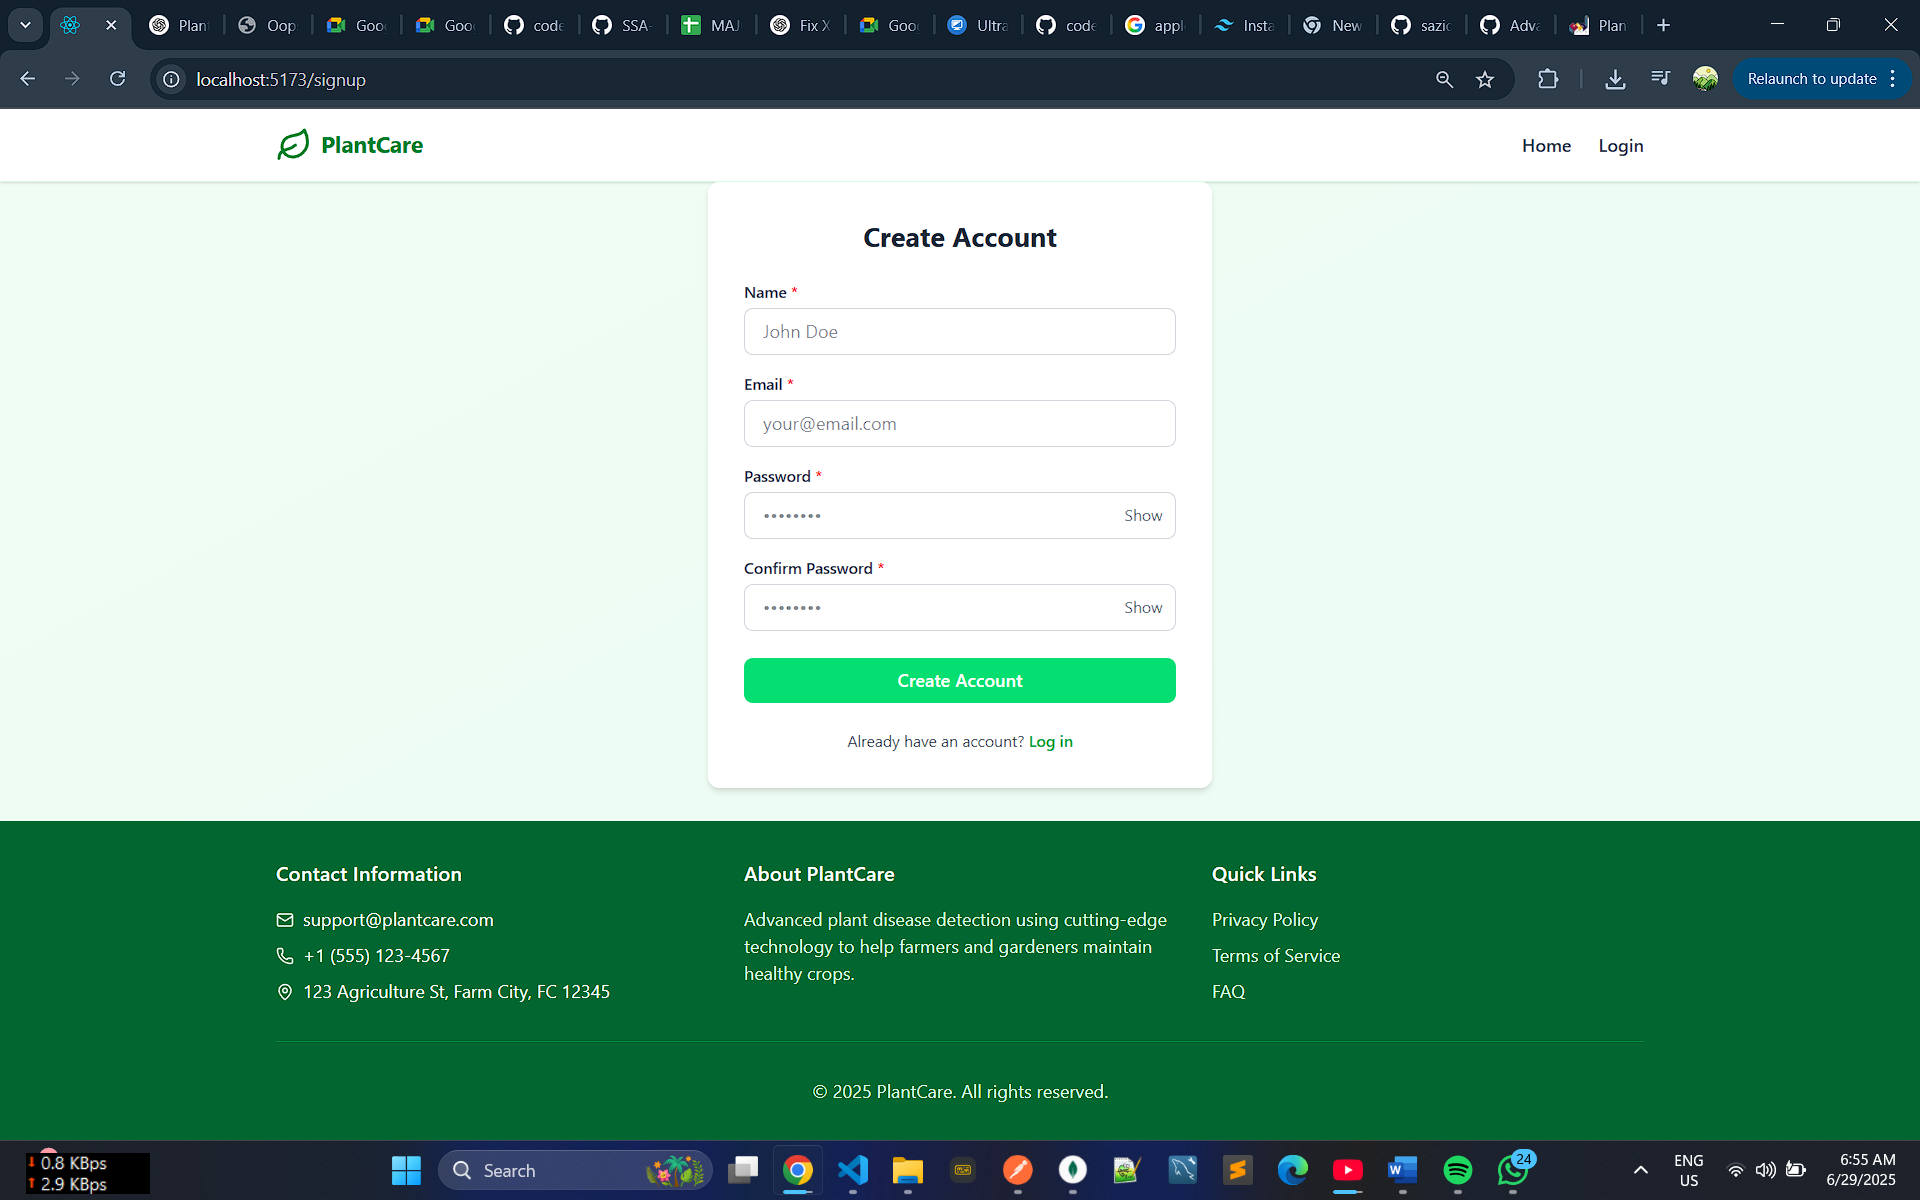 Plan
Oop
Goo
Goo
code
SSA-
MAJ
Fix X
Goo
Ultra
code
appl
Insta
New
sazic
Adva
Plan
localhost:5173/signup
Relaunch to update
PlantCare
Home
Login
Create Account
Name *
John Doe
Email *
your@email.com
Password *
•••••••• Show
Confirm Password *
•••••••• Show
Create Account
Already have an account? Log in
Contact Information
support@plantcare.com
+1 (555) 123-4567
123 Agriculture St, Farm City, FC 12345
About PlantCare
Advanced plant disease detection using cutting-edge
technology to help farmers and gardeners maintain
healthy crops.
Quick Links
Privacy Policy
Terms of Service
FAQ
© 2025 PlantCare. All rights reserved.
0.8 KBps
2.9 KBps
Search
24
ENG
US
6:55 AM
6/29/2025